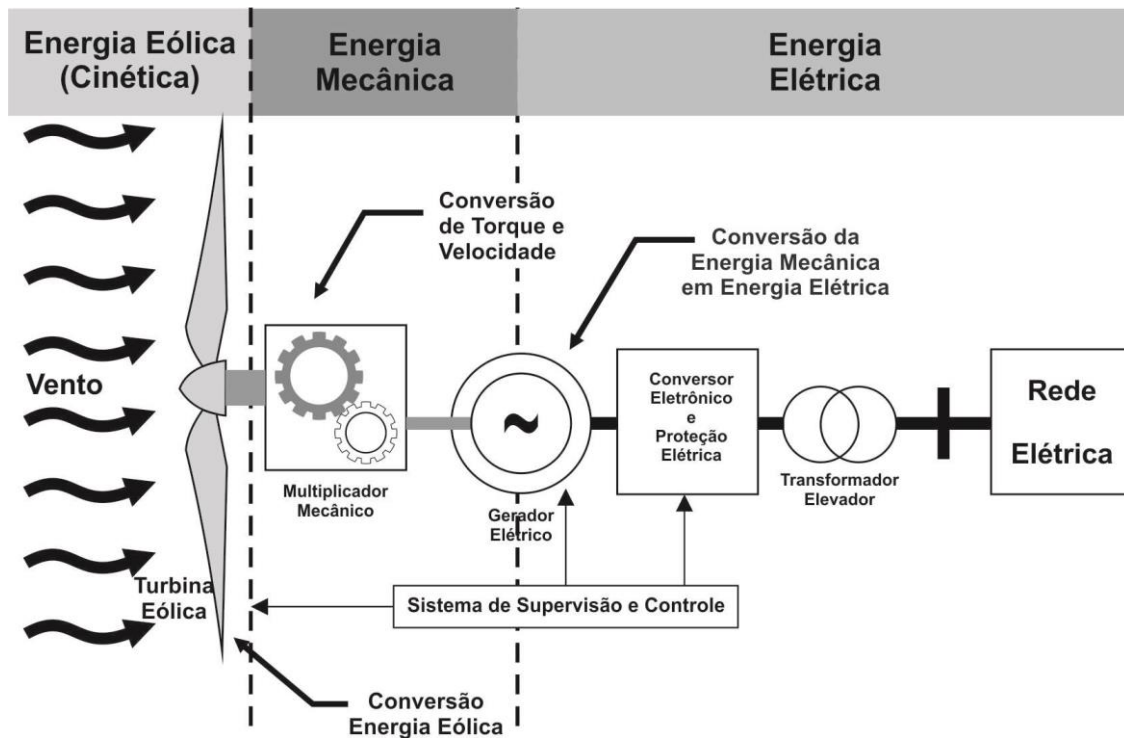 Energia Eólica
(Cinética)
Energia
Mecânica
Energia
Elétrica
Conversão
de Torque e
Velocidade
Conversão da
Energia Mecânica
em Energia Elétrica
Vento
Multiplicador
Mecânico
~
Gerador
Elétrico
Conversor
Eletrônico
e
Proteção
Elétrica
Transformador
Elevador
Rede
Elétrica
Turbina
Eólica
Sistema de Supervisão e Controle
Conversão
Energia Eólica